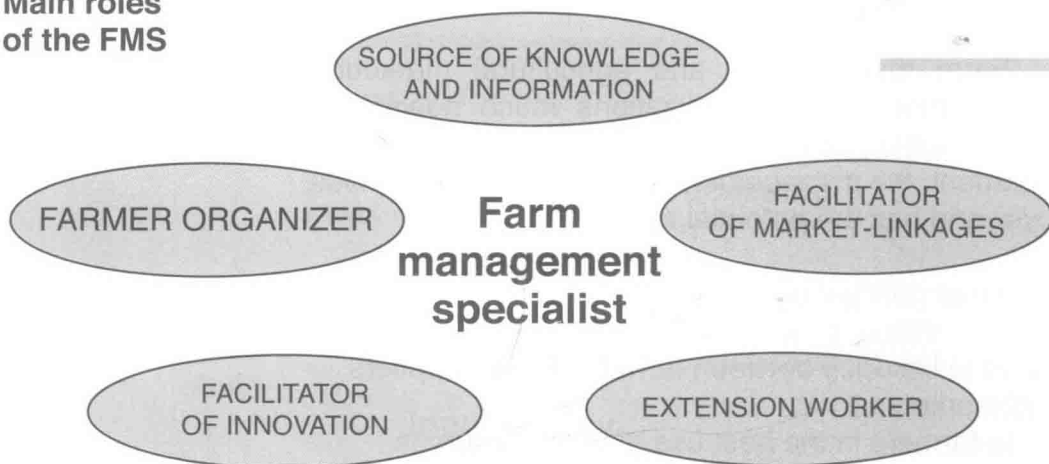 Main roles
of the FMS
SOURCE OF KNOWLEDGE
AND INFORMATION
FARMER ORGANIZER
Farm
management
specialist
FACILITATOR
OF MARKET-LINKAGES
FACILITATOR
OF INNOVATION
EXTENSION WORKER